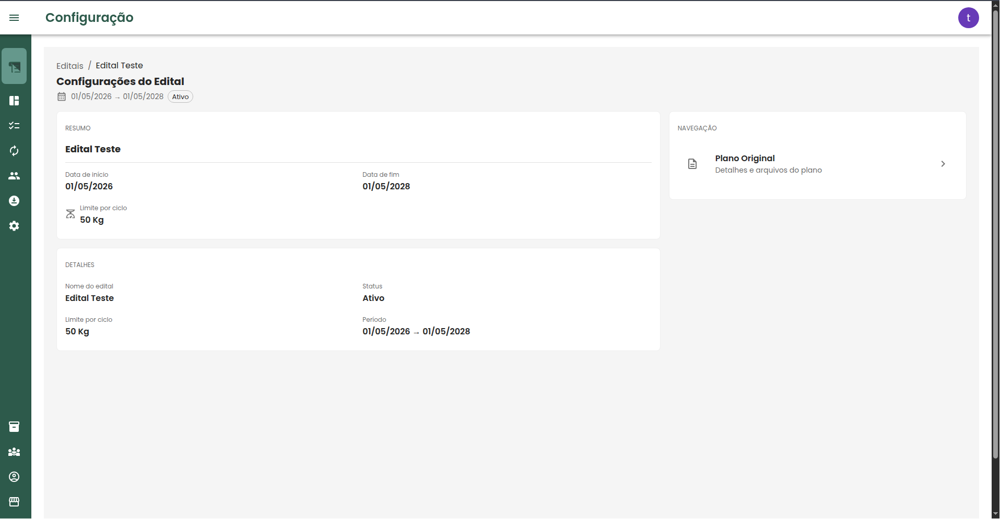 Configuração
t
Editais / Edital Teste
Configurações do Edital
01/05/2026 → 01/05/2028 Ativo
RESUMO
Edital Teste
Data de início
01/05/2026
Data de fim
01/05/2028
Limite por ciclo
50 Kg
NAVEGAÇÃO
Plano Original
Detalhes e arquivos do plano
DETALHES
Nome do edital
Edital Teste
Status
Ativo
Limite por ciclo
50 Kg
Período
01/05/2026 → 01/05/2028